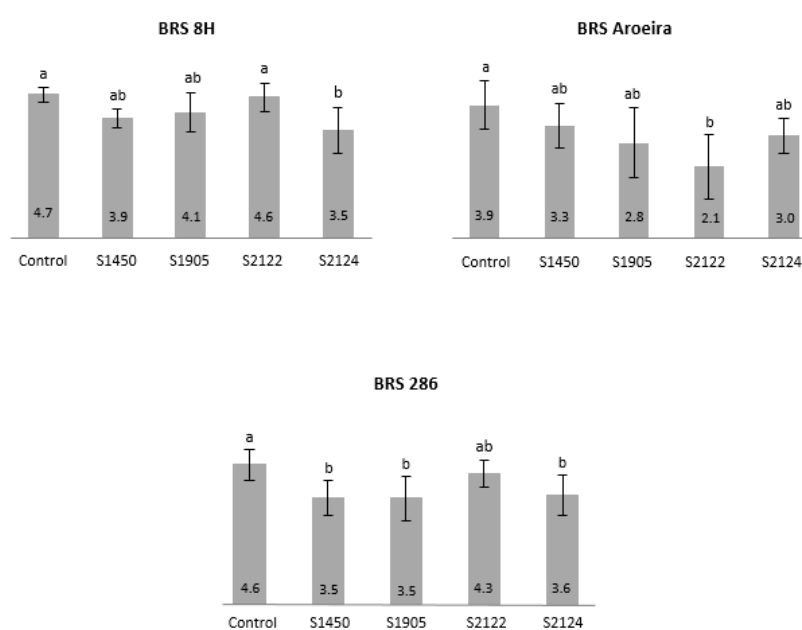 BRS 8H
a ab ab a b
4.7 3.9 4.1 4.6 3.5
Control S1450 S1905 S2122 S2124
BRS Aroeira
a ab ab b ab
3.9 3.3 2.8 2.1 3.0
Control S1450 S1905 S2122 S2124
BRS 286
a b b ab b
4.6 3.5 3.5 4.3 3.6
Control S1450 S1905 S2122 S2124